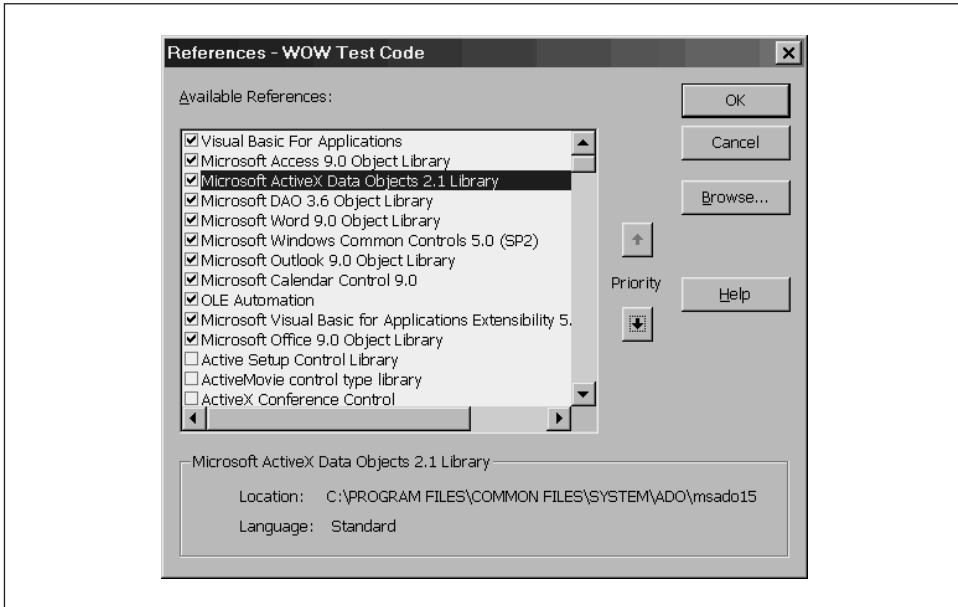 References - WOW Test Code
Available References:
OK
Cancel
Browse...
Help
Visual Basic For Applications
Microsoft Access 9.0 Object Library
Microsoft ActiveX Data Objects 2.1 Library
Microsoft DAO 3.6 Object Library
Microsoft Word 9.0 Object Library
Microsoft Windows Common Controls 5.0 (SP2)
Microsoft Outlook 9.0 Object Library
Microsoft Calendar Control 9.0
OLE Automation
Microsoft Visual Basic for Applications Extensibility 5.
Microsoft Office 9.0 Object Library
Active Setup Control Library
ActiveMovie control type library
ActiveX Conference Control
Priority
Microsoft ActiveX Data Objects 2.1 Library
Location: C:\PROGRAM FILES\COMMON FILES\SYSTEM\ADO\msado15
Language: Standard